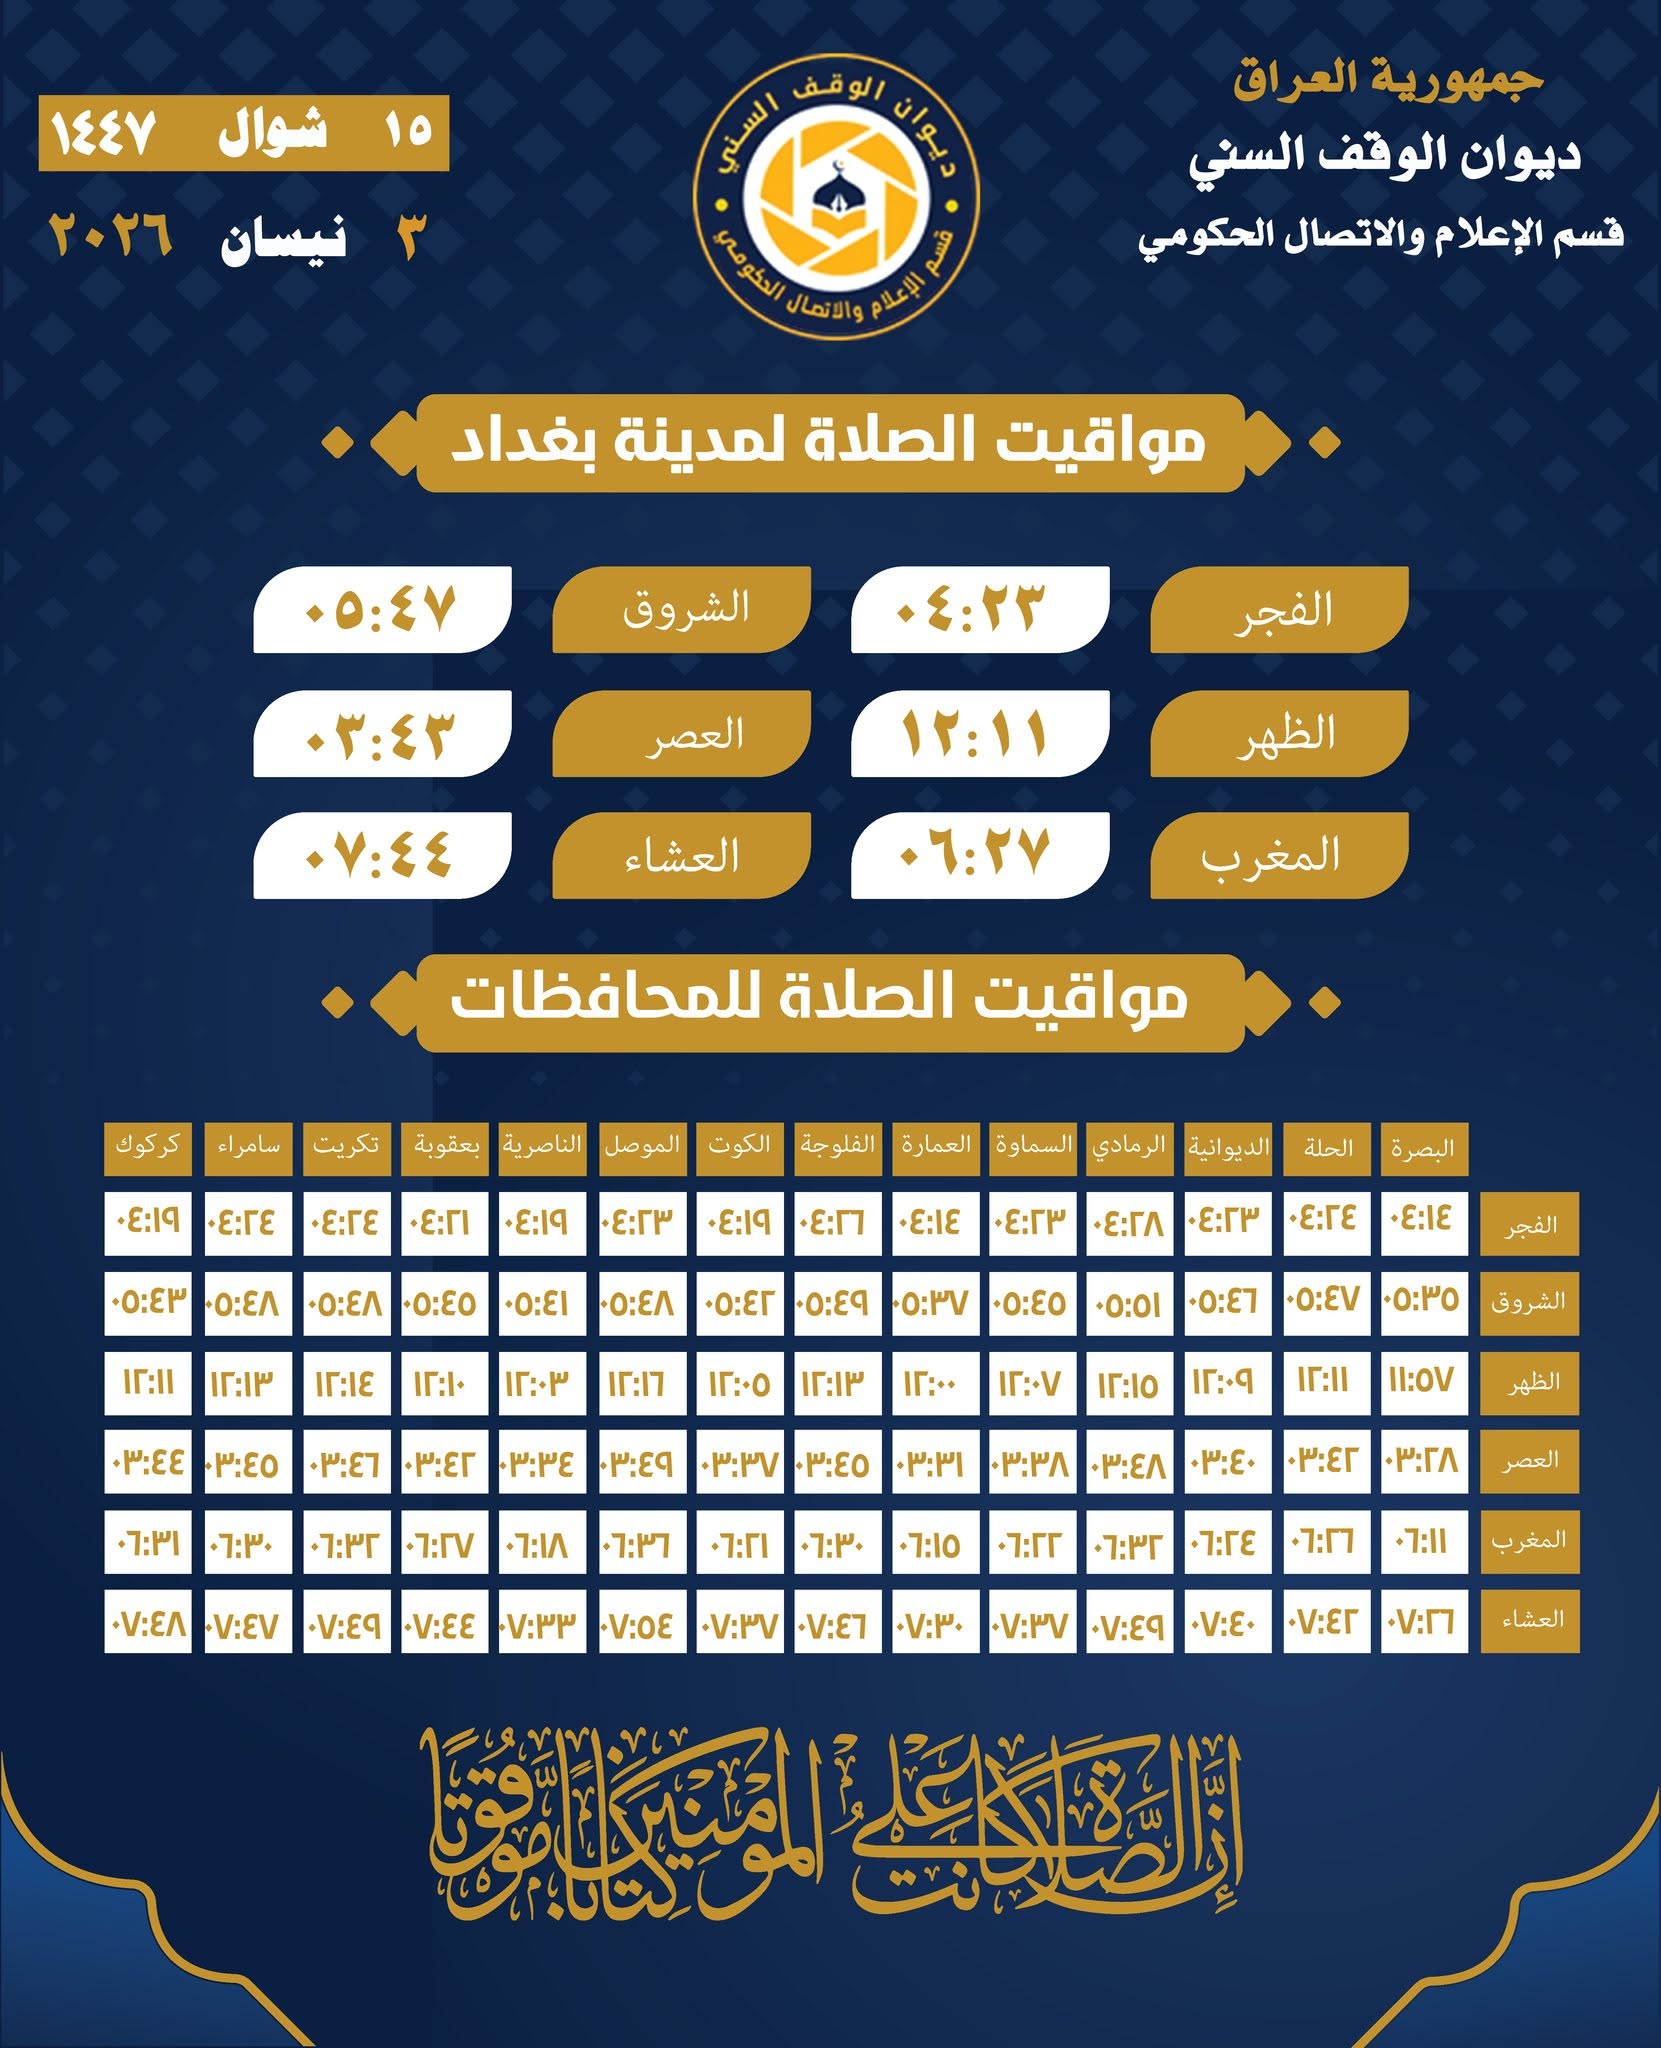 جمهورية العراق
ديوان الوقف السني
قسم الإعلام والاتصال الحكومي
ديوان الوقف السني
قسم الإعلام والاتصال الحكومي
١٥ شوال ١٤٤٧
٣ نيسان ٢٠٢٦
مواقيت الصلاة لمدينة بغداد
الفجر ٠٤:٢٣ الشروق ٠٥:٤٧
الظهر ١٢:١١ العصر ٠٣:٤٣
المغرب ٠٦:٢٧ العشاء ٠٧:٤٤
مواقيت الصلاة للمحافظات
البصرة الحلة الديوانية الرمادي السماوة العمارة الفلوجة الكوت الموصل الناصرية بعقوبة تكريت سامراء كركوك
الفجر ٠٤:١٤ ٠٤:٢٤ ٠٤:٢٣ ٠٤:٢٨ ٠٤:٢٣ ٠٤:١٤ ٠٤:٢٦ ٠٤:١٩ ٠٤:٢٣ ٠٤:١٩ ٠٤:٢١ ٠٤:٢٤ ٠٤:٢٤ ٠٤:١٩
الشروق ٠٥:٣٥ ٠٥:٤٧ ٠٥:٤٦ ٠٥:٥١ ٠٥:٤٥ ٠٥:٣٧ ٠٥:٤٩ ٠٥:٤٢ ٠٥:٤٨ ٠٥:٤١ ٠٥:٤٥ ٠٥:٤٨ ٠٥:٤٨ ٠٥:٤٣
الظهر ١١:٥٧ ١٢:١١ ١٢:٠٩ ١٢:١٥ ١٢:٠٧ ١٢:٠٠ ١٢:١٣ ١٢:٠٥ ١٢:١٦ ١٢:٠٣ ١٢:١٠ ١٢:١٤ ١٢:١٣ ١٢:١١
العصر ٠٣:٢٨ ٠٣:٤٢ ٠٣:٤٠ ٠٣:٤٨ ٠٣:٣٨ ٠٣:٣١ ٠٣:٤٥ ٠٣:٣٧ ٠٣:٤٩ ٠٣:٣٤ ٠٣:٤٢ ٠٣:٤٦ ٠٣:٤٥ ٠٣:٤٤
المغرب ٠٦:١١ ٠٦:٢٦ ٠٦:٢٤ ٠٦:٣٢ ٠٦:٢٢ ٠٦:١٥ ٠٦:٣٠ ٠٦:٢١ ٠٦:٣٦ ٠٦:١٨ ٠٦:٢٧ ٠٦:٣٢ ٠٦:٣٠ ٠٦:٣١
العشاء ٠٧:٢٦ ٠٧:٤٢ ٠٧:٤٠ ٠٧:٤٩ ٠٧:٣٧ ٠٧:٣٠ ٠٧:٤٦ ٠٧:٣٧ ٠٧:٥٤ ٠٧:٣٣ ٠٧:٤٤ ٠٧:٤٩ ٠٧:٤٧ ٠٧:٤٨
إِنَّ الصَّلَاةَ كَانَتْ عَلَى الْمُؤْمِنِينَ كِتَابًا مَّوْقُوتًا